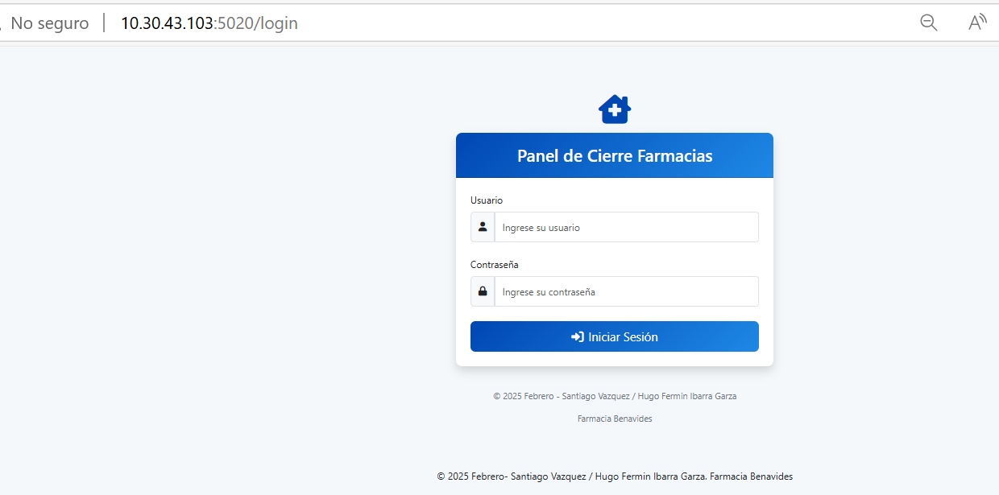 No seguro | 10.30.43.103:5020/login
Panel de Cierre Farmacias
Usuario
Ingrese su usuario
Contraseña
Ingrese su contraseña
Iniciar Sesión
© 2025 Febrero - Santiago Vazquez / Hugo Fermin Ibarra Garza
Farmacia Benavides
© 2025 Febrero- Santiago Vazquez / Hugo Fermin Ibarra Garza. Farmacia Benavides